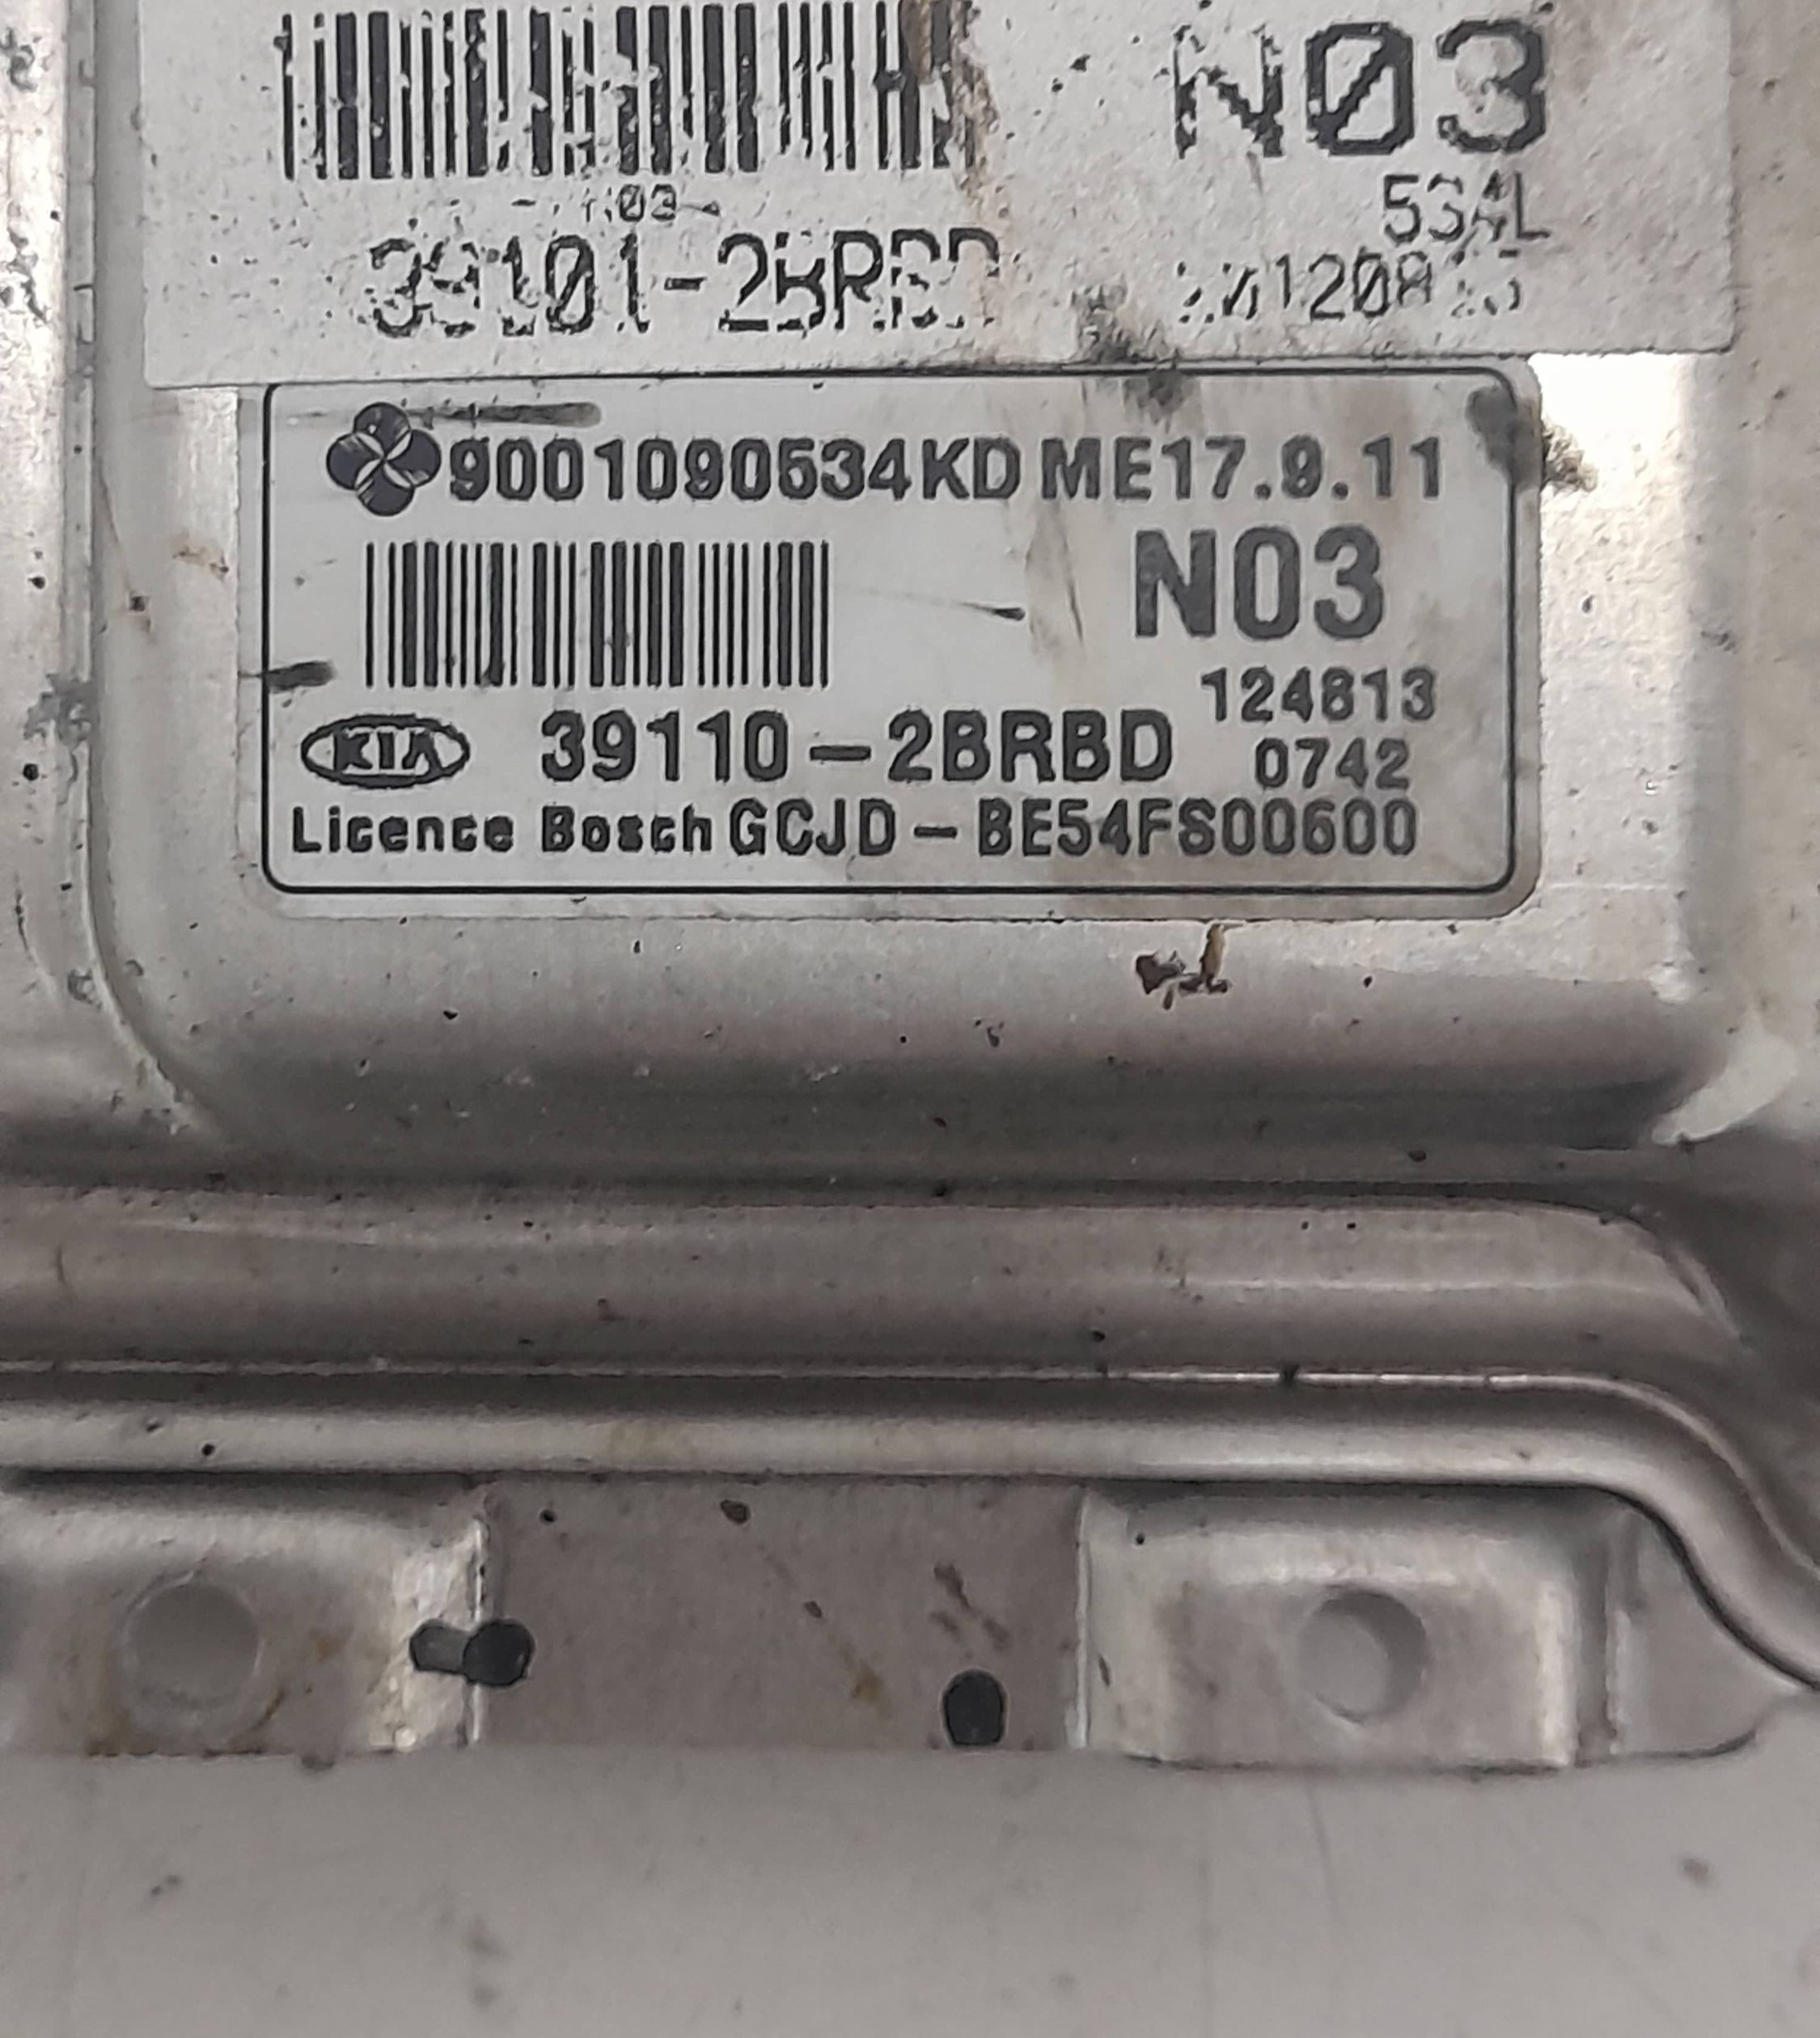 N03
39101-2BRBD
9001090534KD ME17.9.11
N03
124813
KIA 39110-2BRBD 0742
Licence Bosch GCJD-BE54FS00600